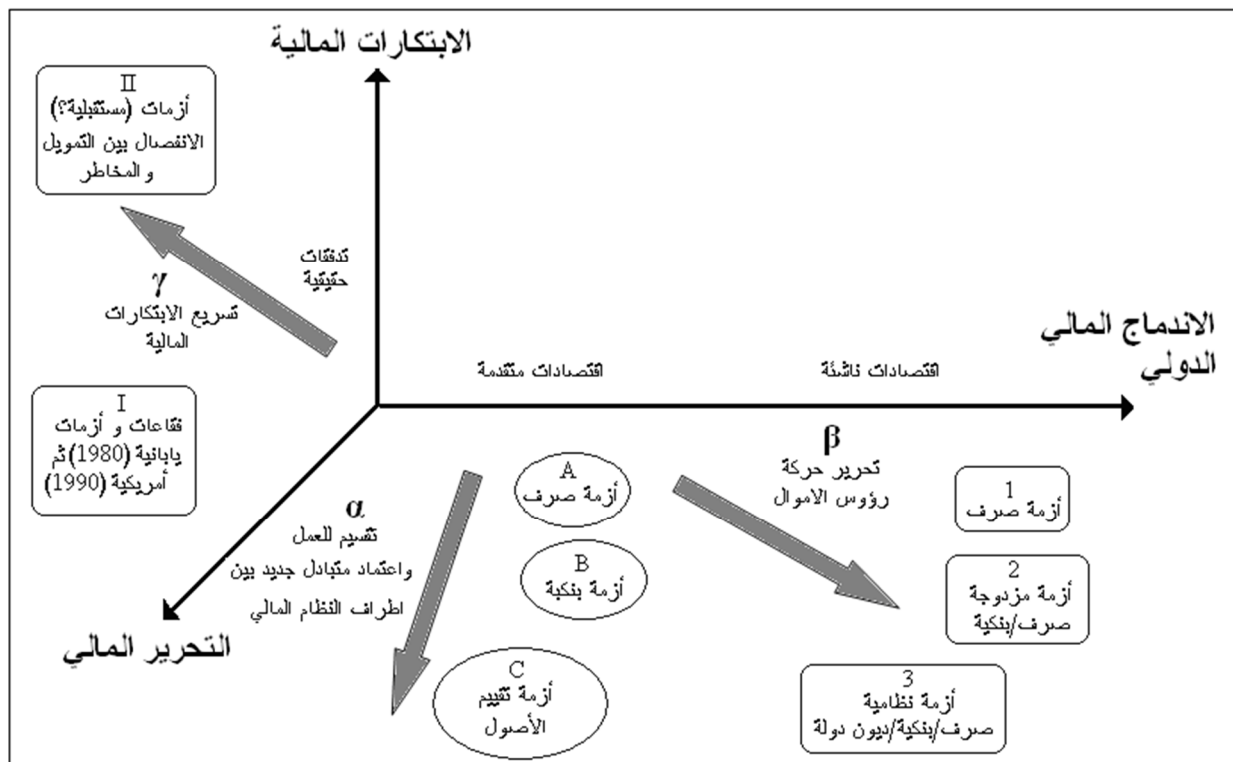 الابتكارات المالية
II
أزمات (مستقبلية؟)
الانفصال بين التمويل
والمخاطر
تدفقات
حقيقية
γ
تسريع الابتكارات
المالية
الاندماج المالي
الدولي
اقتصادات متقدمة
اقتصادات ناشئة
I
فقاعات و أزمات
يابانية (1980) ثم
أمريكية (1990)
α
تقسيم للعمل
واعتماد متبادل جديد بين
اطراف النظام المالي
التحرير المالي
A
أزمة صرف
B
أزمة بنكية
C
أزمة تقييم
الأصول
β
تحرير حركة
رؤوس الاموال
1
أزمة صرف
2
أزمة مزدوجة
صرف/بنكية
3
أزمة نظامية
صرف/بنكية/ديون دولة